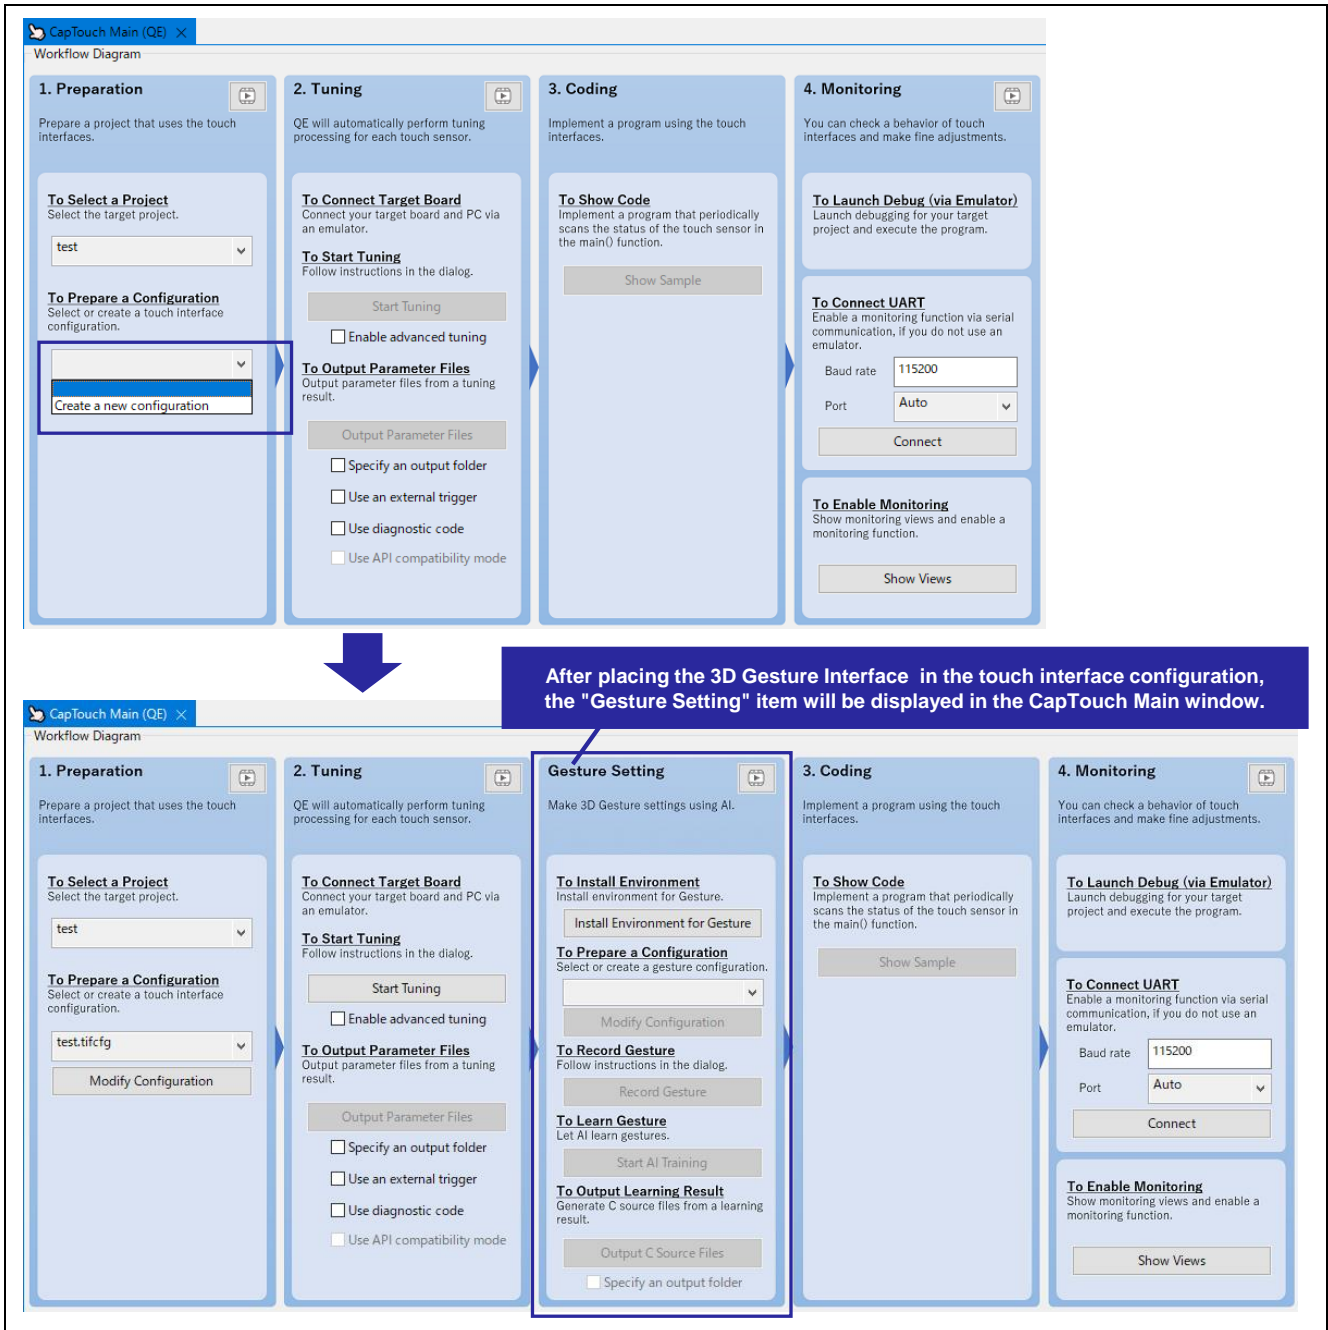 CapTouch Main (QE)
Workflow Diagram
1. Preparation
Prepare a project that uses the touch
interfaces.
To Select a Project
Select the target project.
test
To Prepare a Configuration
Select or create a touch interface
configuration.
Create a new configuration
2. Tuning
QE will automatically perform tuning
processing for each touch sensor.
To Connect Target Board
Connect your target board and PC via
an emulator.
To Start Tuning
Follow instructions in the dialog.
Start Tuning
Enable advanced tuning
To Output Parameter Files
Output parameter files from a tuning
result.
Output Parameter Files
Specify an output folder
Use an external trigger
Use diagnostic code
Use API compatibility mode
3. Coding
Implement a program using the touch
interfaces.
To Show Code
Implement a program that periodically
scans the status of the touch sensor in
the main() function.
Show Sample
4. Monitoring
You can check a behavior of touch
interfaces and make fine adjustments.
To Launch Debug (via Emulator)
Launch debugging for your target
project and execute the program.
To Connect UART
Enable a monitoring function via serial
communication, if you do not use an
emulator.
Baud rate 115200
Port Auto
Connect
To Enable Monitoring
Show monitoring views and enable a
monitoring function.
Show Views
After placing the 3D Gesture Interface in the touch interface configuration,
the "Gesture Setting" item will be displayed in the CapTouch Main window.
CapTouch Main (QE)
Workflow Diagram
1. Preparation
Prepare a project that uses the touch
interfaces.
To Select a Project
Select the target project.
test
To Prepare a Configuration
Select or create a touch interface
configuration.
test.tifcfg
Modify Configuration
2. Tuning
QE will automatically perform tuning
processing for each touch sensor.
To Connect Target Board
Connect your target board and PC via
an emulator.
To Start Tuning
Follow instructions in the dialog.
Start Tuning
Enable advanced tuning
To Output Parameter Files
Output parameter files from a tuning
result.
Output Parameter Files
Specify an output folder
Use an external trigger
Use diagnostic code
Use API compatibility mode
Gesture Setting
Make 3D Gesture settings using AI.
To Install Environment
Install environment for Gesture.
Install Environment for Gesture
To Prepare a Configuration
Select or create a gesture configuration.
Modify Configuration
To Record Gesture
Follow instructions in the dialog.
Record Gesture
To Learn Gesture
Let AI learn gestures.
Start AI Training
To Output Learning Result
Generate C source files from a learning
result.
Output C Source Files
Specify an output folder
3. Coding
Implement a program using the touch
interfaces.
To Show Code
Implement a program that periodically
scans the status of the touch sensor in
the main() function.
Show Sample
4. Monitoring
You can check a behavior of touch
interfaces and make fine adjustments.
To Launch Debug (via Emulator)
Launch debugging for your target
project and execute the program.
To Connect UART
Enable a monitoring function via serial
communication, if you do not use an
emulator.
Baud rate 115200
Port Auto
Connect
To Enable Monitoring
Show monitoring views and enable a
monitoring function.
Show Views